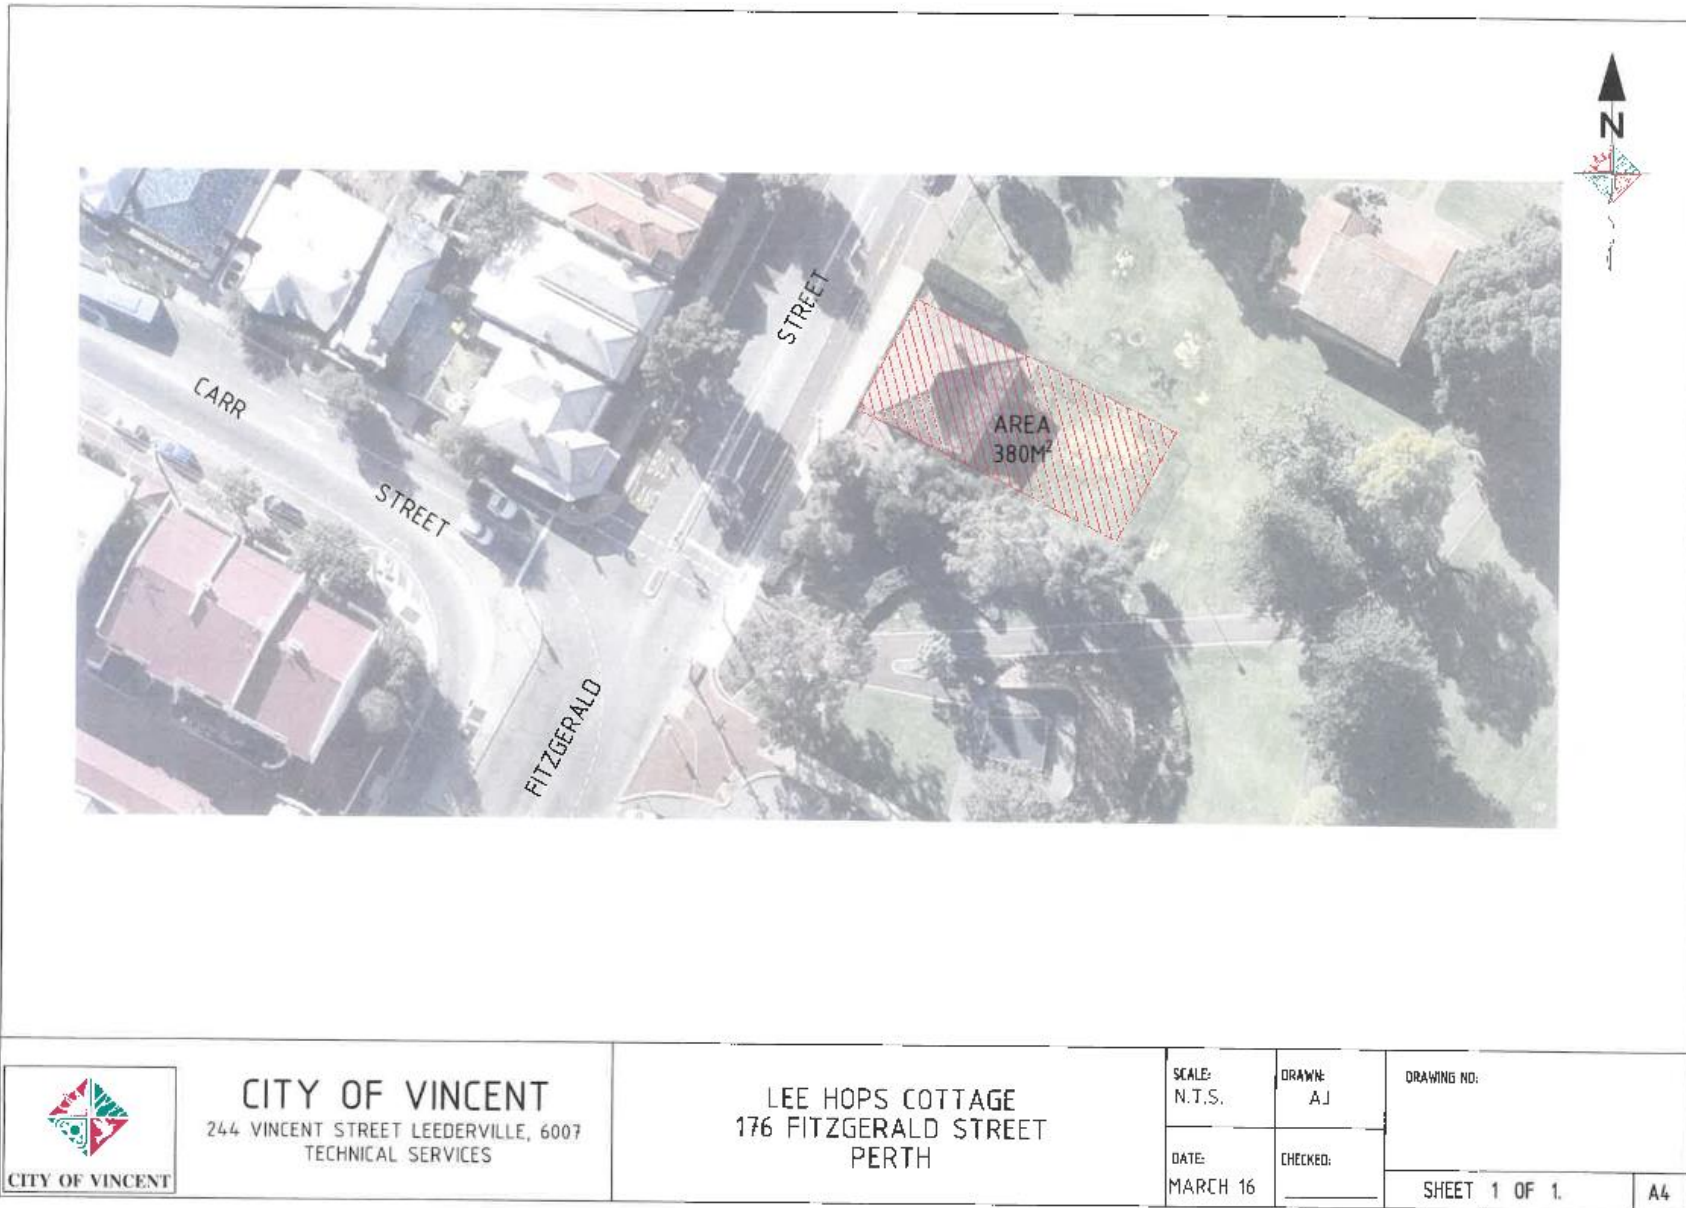 N
STREET
CARR
AREA
380M²
STREET
FITZGERALD
CITY OF VINCENT
CITY OF VINCENT
244 VINCENT STREET LEEDERVILLE, 6007
TECHNICAL SERVICES
LEE HOPS COTTAGE
176 FITZGERALD STREET
PERTH
SCALE:
N.T.S.
DRAWN:
AJ
DRAWING NO:
DATE:
MARCH 16
CHECKED:
SHEET 1 OF 1.
A4